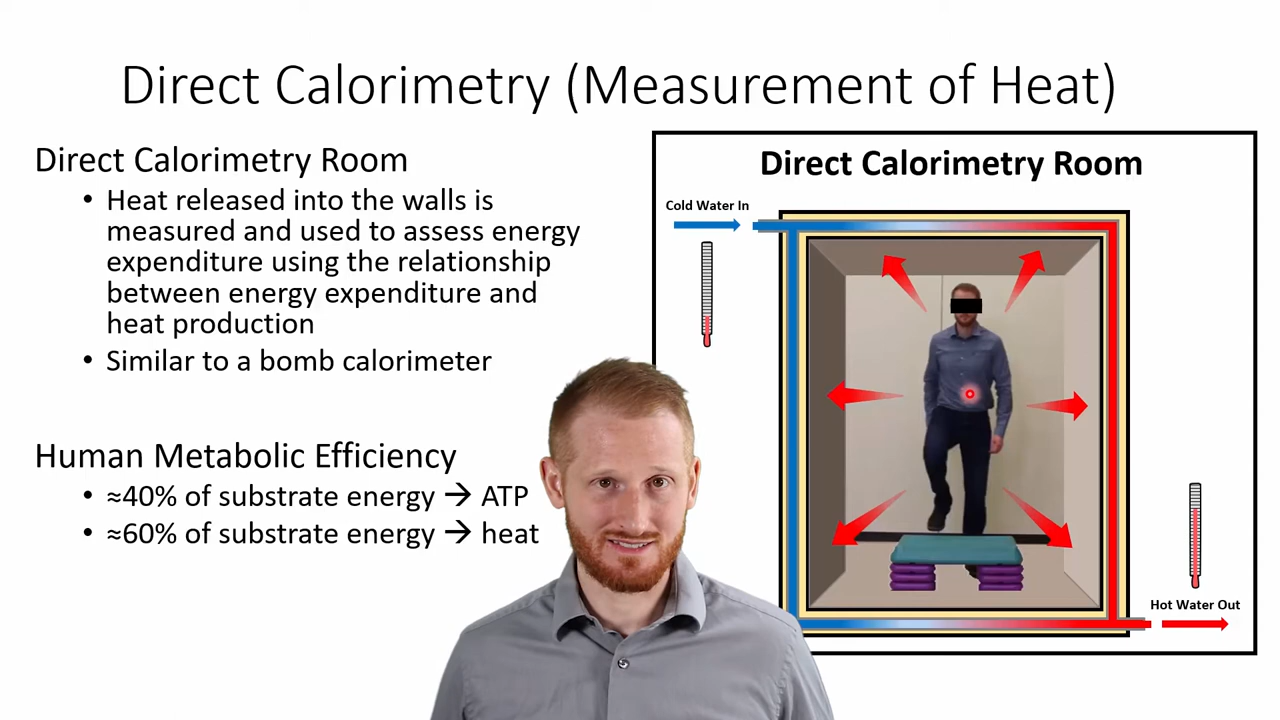 Direct Calorimetry (Measurement of Heat)
Direct Calorimetry Room
• Heat released into the walls is
measured and used to assess energy
expenditure using the relationship
between energy expenditure and
heat production
• Similar to a bomb calorimeter
Human Metabolic Efficiency
• ≈40% of substrate energy → ATP
• ≈60% of substrate energy → heat
Direct Calorimetry Room
Cold Water In
Hot Water Out